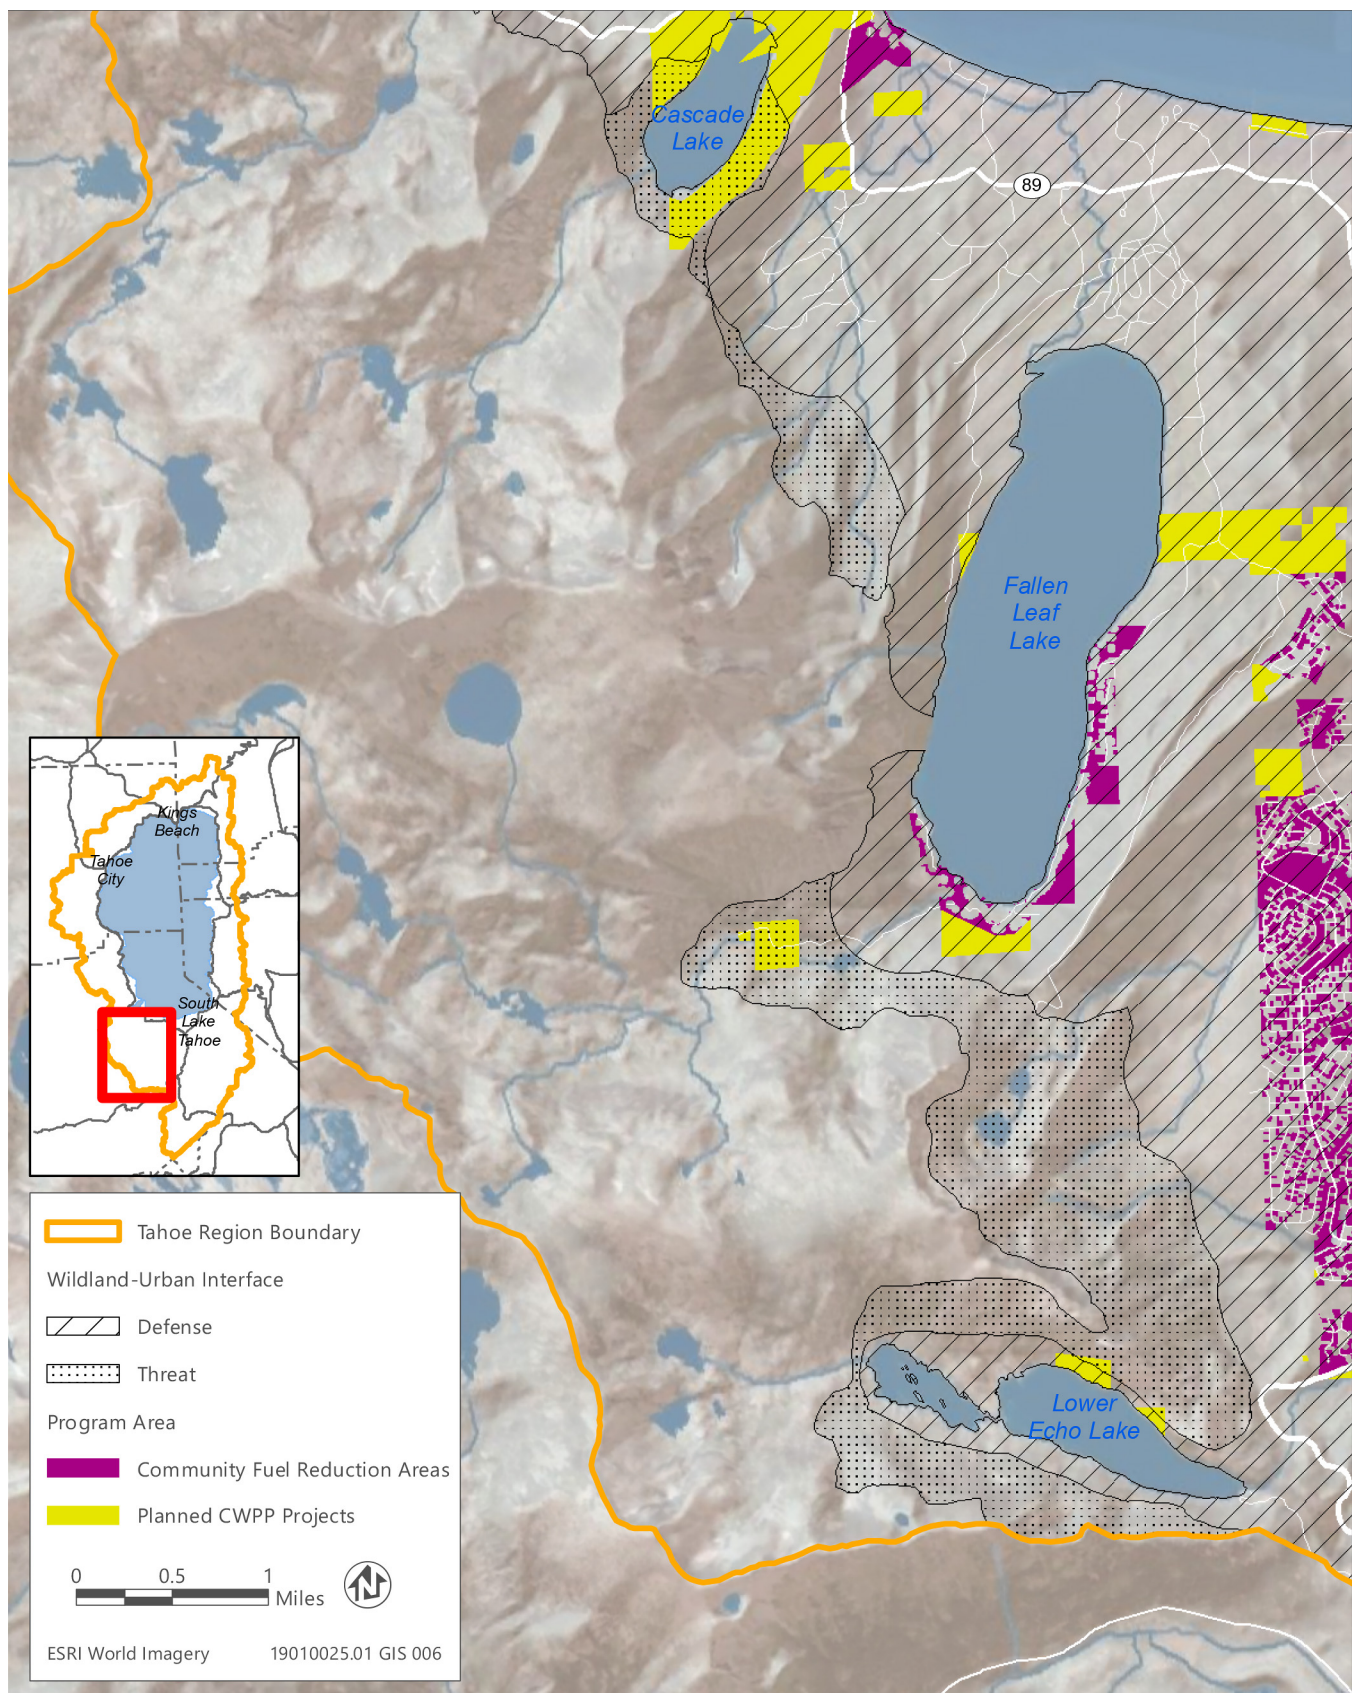 Cascade
Lake
89
Fallen
Leaf
Lake
Kings
Beach
Tahoe
City
South
Lake
Tahoe
Tahoe Region Boundary
Wildland-Urban Interface
Defense
Threat
Program Area
Community Fuel Reduction Areas
Planned CWPP Projects
0 0.5 1
Miles
N
ESRI World Imagery 19010025.01 GIS 006
Lower
Echo Lake